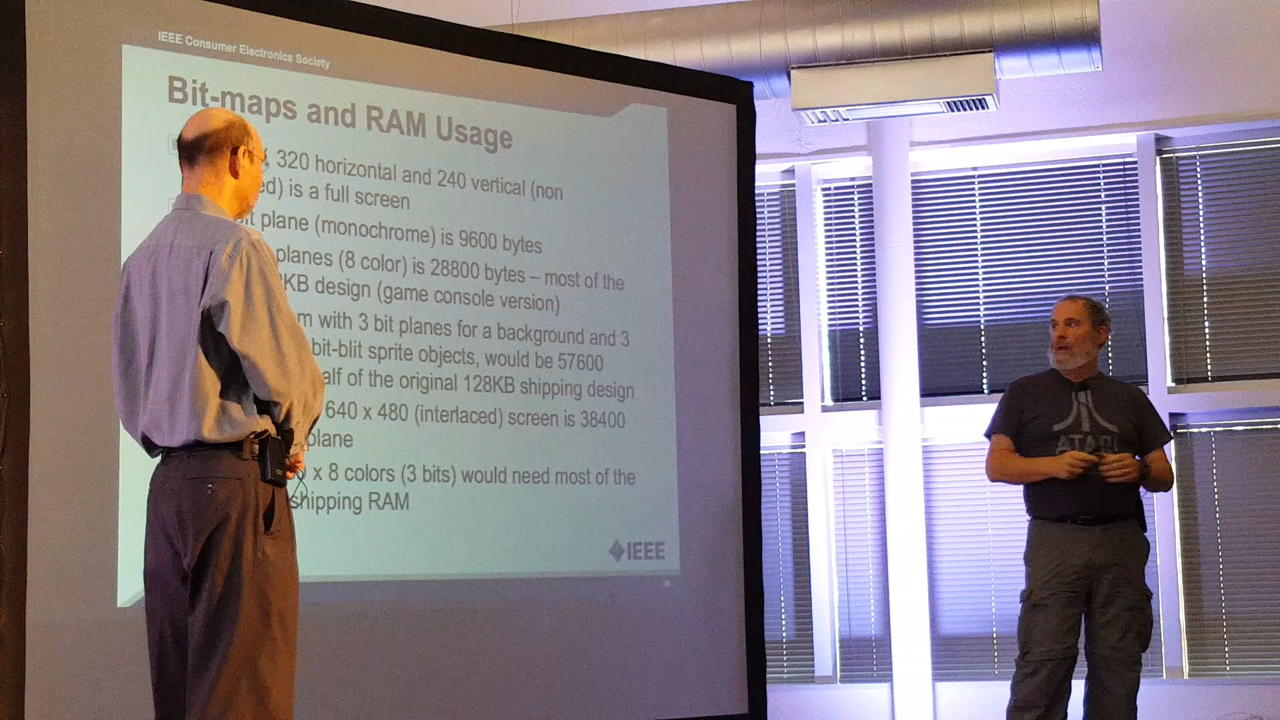 IEEE Consumer Electronics Society
Bit-maps and RAM Usage
320 horizontal and 240 vertical (non
is a full screen
plane (monochrome) is 9600 bytes
planes (8 color) is 28800 bytes – most of the
design (game console version)
with 3 bit planes for a background and 3
bit-blit sprite objects, would be 57600
of the original 128KB shipping design
640 x 480 (interlaced) screen is 38400
plane
x 8 colors (3 bits) would need most of the
shipping RAM
IEEE
ATARI